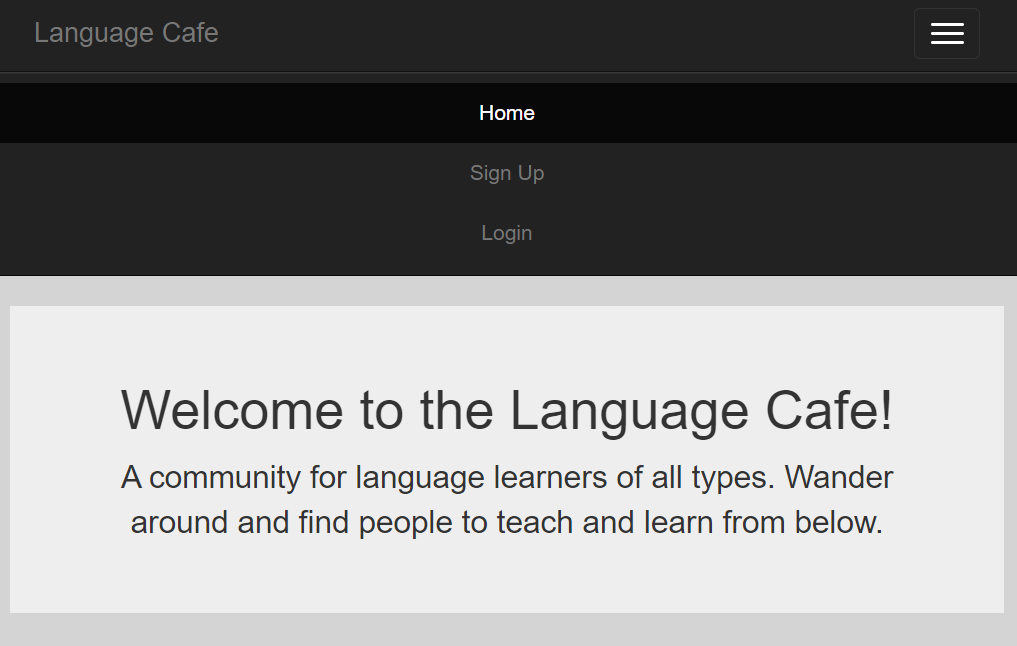 Language Cafe
Home
Sign Up
Login
Welcome to the Language Cafe!
A community for language learners of all types. Wander
around and find people to teach and learn from below.